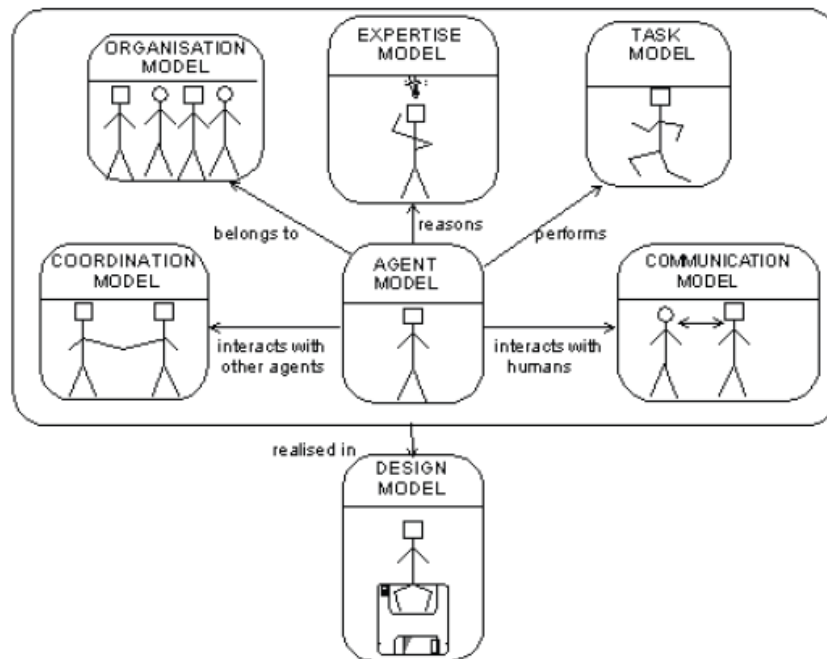 ORGANISATION
MODEL
EXPERTISE
MODEL
TASK
MODEL
belongs to
reasons
performs
COORDINATION
MODEL
AGENT
MODEL
COMMUNICATION
MODEL
interacts with
other agents
interacts with
humans
realised in
DESIGN
MODEL